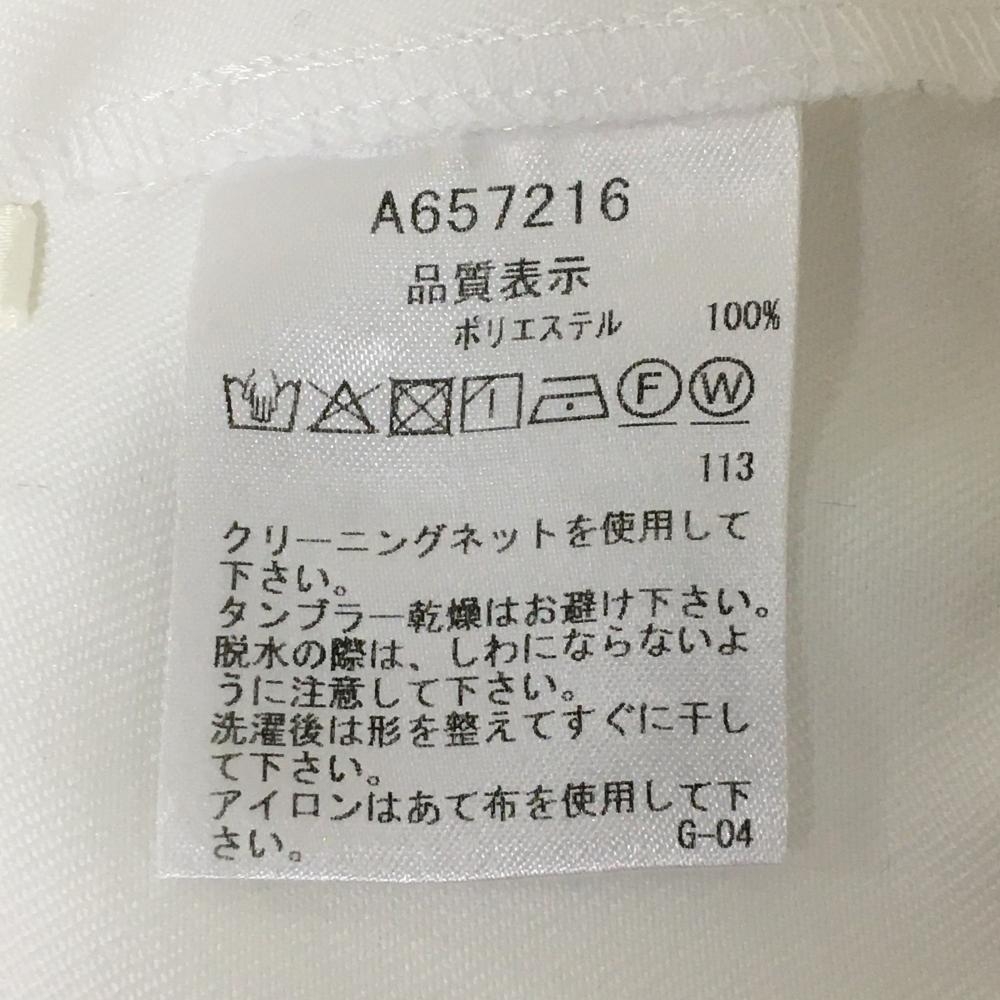 A657216
品質表示
ポリエステル 100%
F W
113
クリーニングネットを使用して
下さい。
タンブラー乾燥はお避け下さい。
脱水の際は、しわにならないよ
うに注意して下さい。
洗濯後は形を整えてすぐに干し
て下さい。
アイロンはあて布を使用して下
さい。
G-04